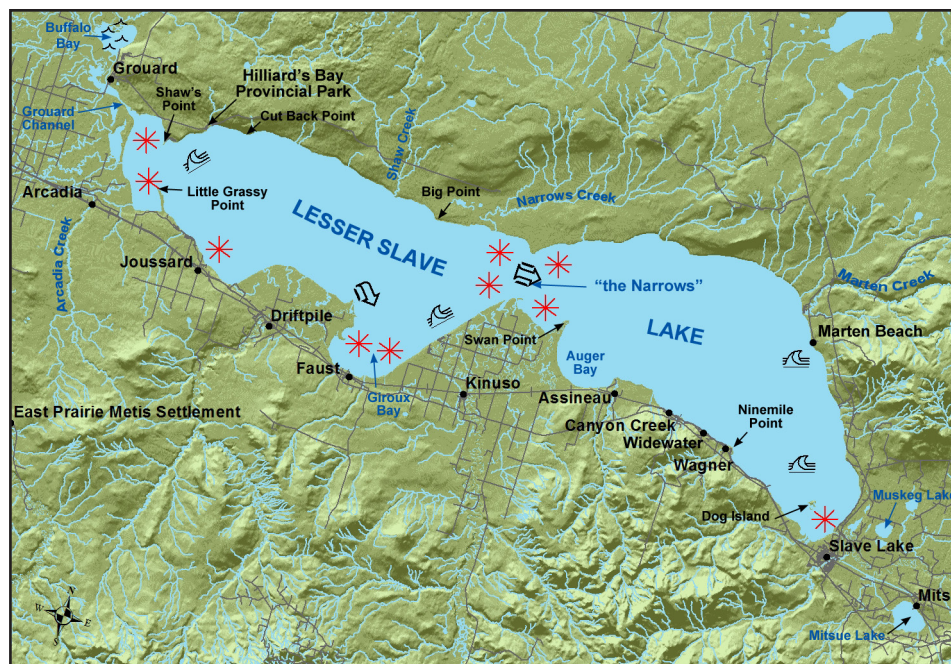 Buffalo
Bay
Grouard
Shaw's
Point
Hilliard's Bay
Provincial Park
Grouard
Channel
Cut Back Point
Shaw Creek
Arcadia
Little Grassy
Point
Big Point
Narrows Creek
LESSER SLAVE
Arcadia Creek
Joussard
"the Narrows"
Marten Creek
Driftpile
LAKE
Marten Beach
Swan Point
Faust
Auger
Bay
Giroux
Bay
Kinuso
Assineau
East Prairie Metis Settlement
Canyon Creek
Ninemile
Point
Widewater
Wagner
Muskeg Lake
Dog Island
Slave Lake
N
W
E
S
Mits
Mitsue Lake